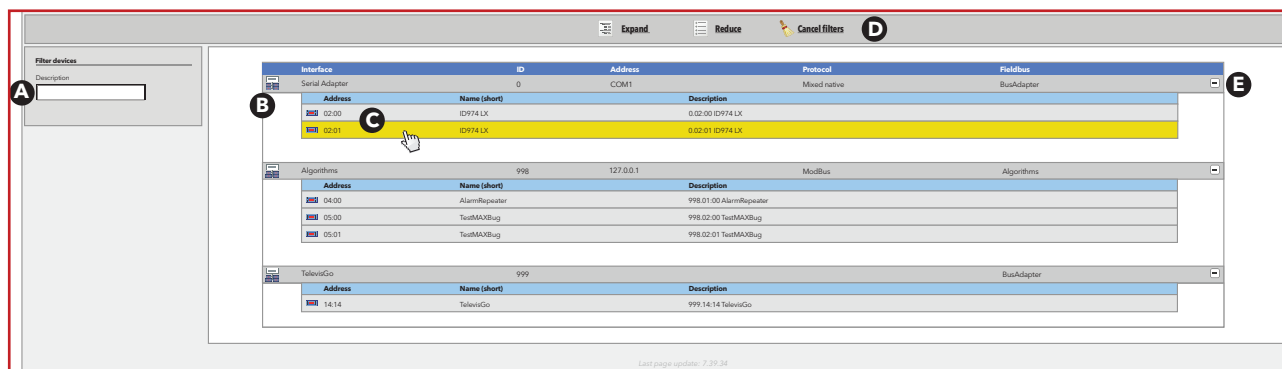 Expand Reduce Cancel filters D
Filter devices
Description
A
Interface ID Address Protocol Fieldbus
Serial Adapter 0 COM1 Mixed native BusAdapter E
B Address Name (short) Description
02:00 C ID974 LX 0.02:00 ID974 LX
02:01 ID974 LX 0.02:01 ID974 LX
Algorithms 998 127.0.0.1 ModBus Algorithms
Address Name (short) Description
04:00 AlarmRepeater 998.01:00 AlarmRepeater
05:00 TestMAXBug 998.02:00 TestMAXBug
05:01 TestMAXBug 998.02:01 TestMAXBug
TelevisGo 999 BusAdapter
Address Name (short) Description
14:14 TelevisGo 999.14:14 TelevisGo
Last page update: 7.39.34